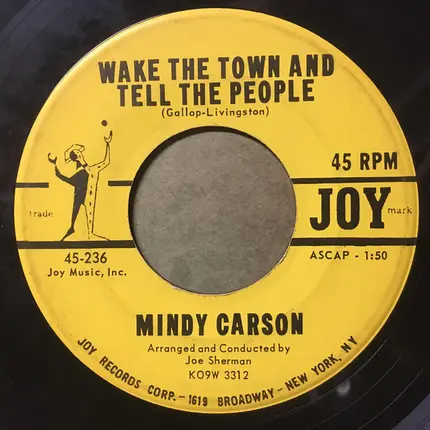 WAKE THE TOWN AND
TELL THE PEOPLE
(Gallop-Livingston)
45 RPM
trade
JOY
mark
45-236
Joy Music, Inc.
ASCAP - 1:50
MINDY CARSON
Arranged and Conducted by
Joe Sherman
KO9W 3312
JOY RECORDS CORP. - 1619 BROADWAY - NEW YORK, NY.